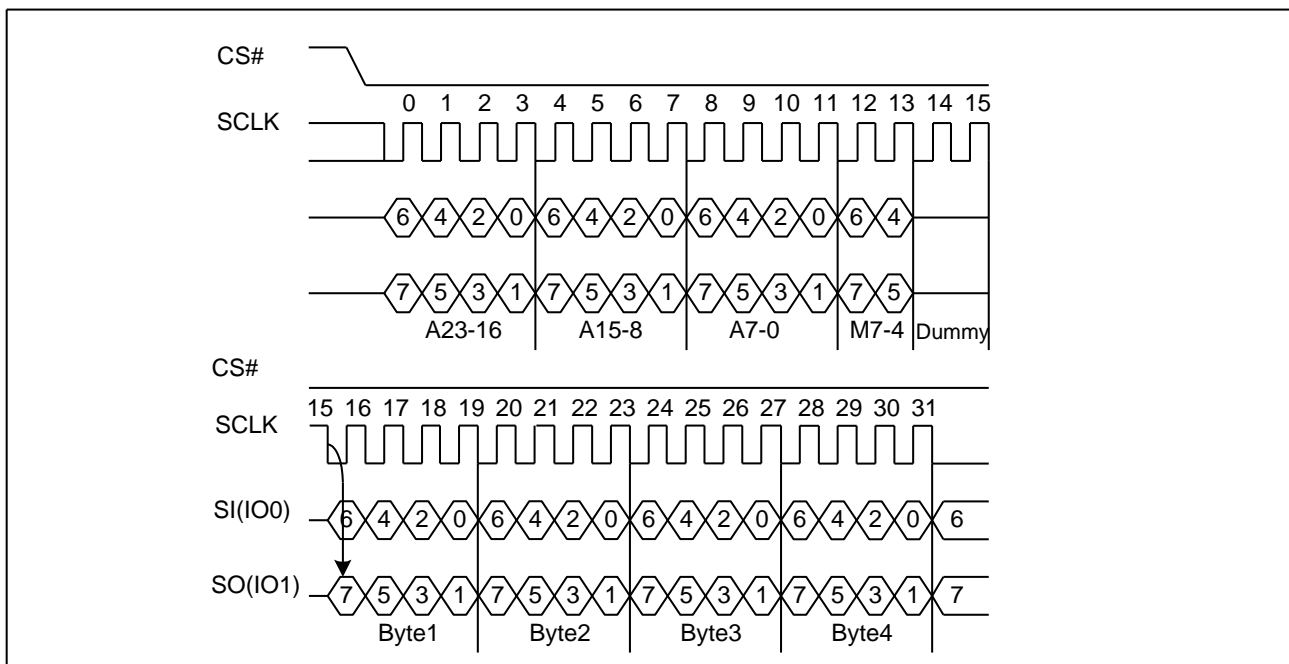 CS#
0 1 2 3 4 5 6 7 8 9 10 11 12 13 14 15
SCLK
6 4 2 0 6 4 2 0 6 4 2 0 6 4
7 5 3 1 7 5 3 1 7 5 3 1 7 5
A23-16 A15-8 A7-0 M7-4 Dummy
CS#
15 16 17 18 19 20 21 22 23 24 25 26 27 28 29 30 31
SCLK
SI(IO0) 6 4 2 0 6 4 2 0 6 4 2 0 6 4 2 0 6
SO(IO1) 7 5 3 1 7 5 3 1 7 5 3 1 7 5 3 1 7
Byte1 Byte2 Byte3 Byte4